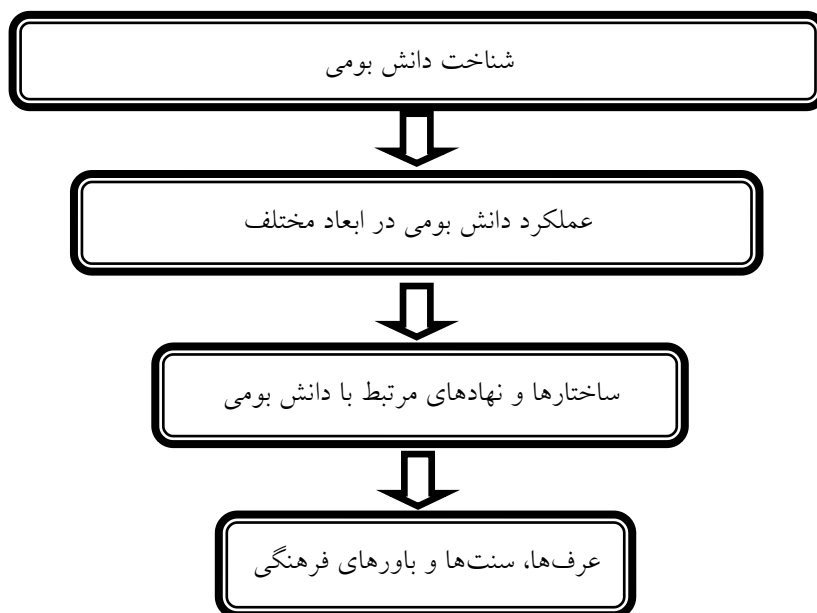 شناخت دانش بومی
عملکرد دانش بومی در ابعاد مختلف
ساختارها و نهادهای مرتبط با دانش بومی
عرف‌ها، سنت‌ها و باورهای فرهنگی